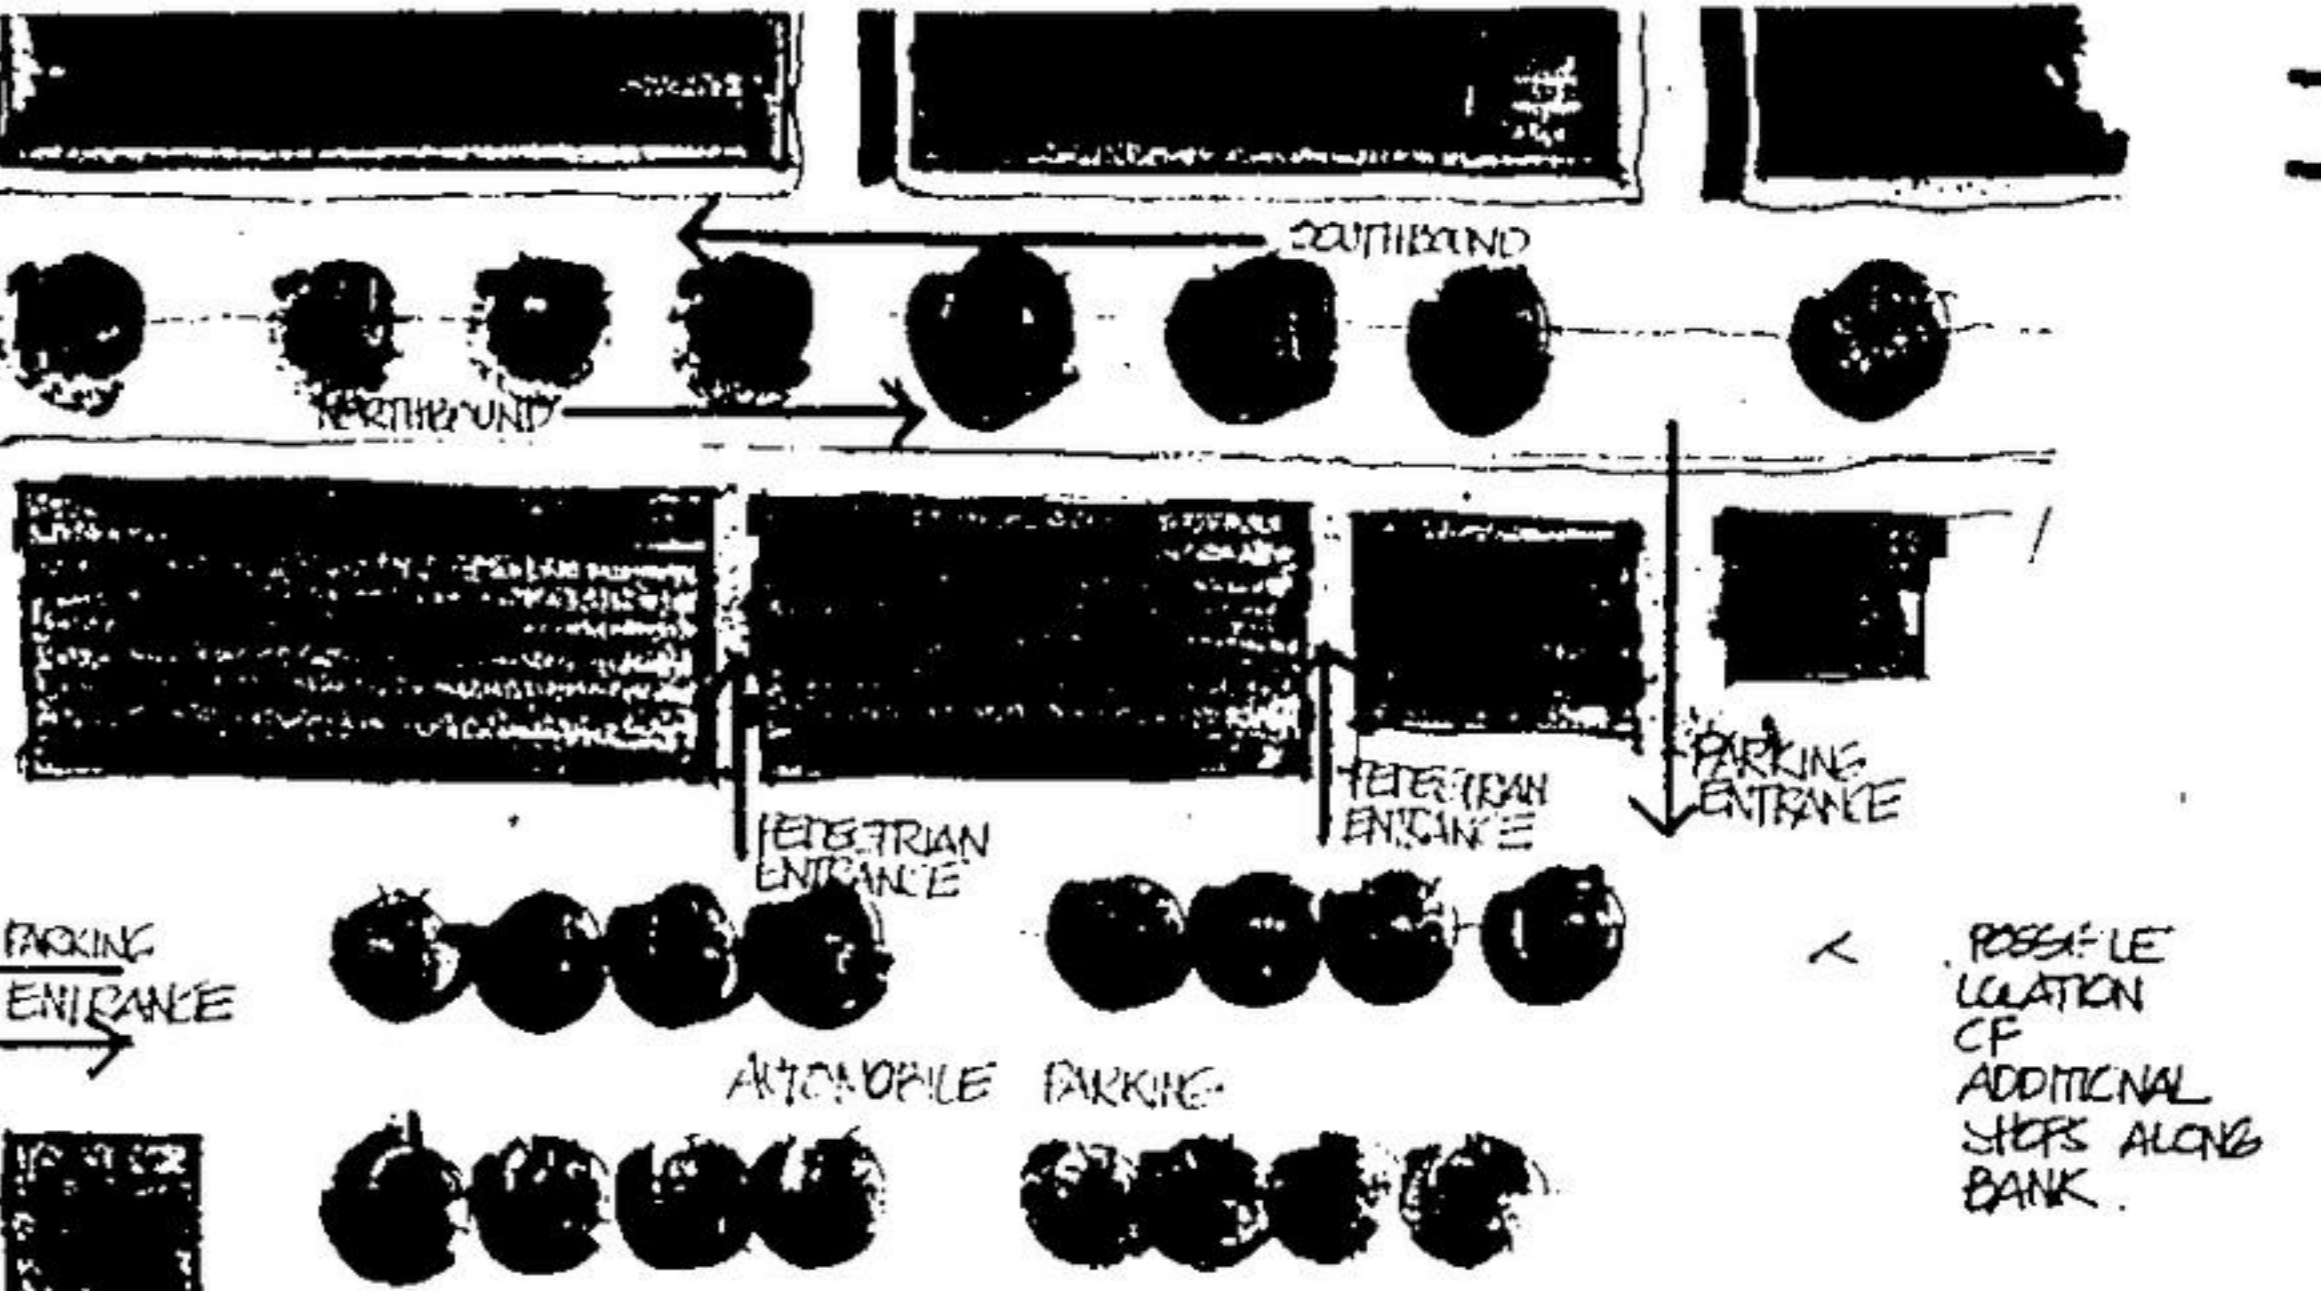 SOUTHBOUND
NORTHBOUND
PARKING
ENTRANCE
PEDESTRIAN
ENTRANCE
PEDESTRIAN
ENTRANCE
PARKING
ENTRANCE
AUTOMOBILE PARKING
POSSIBLE
LOCATION
OF
ADDITIONAL
SHOPS ALONG
BANK.